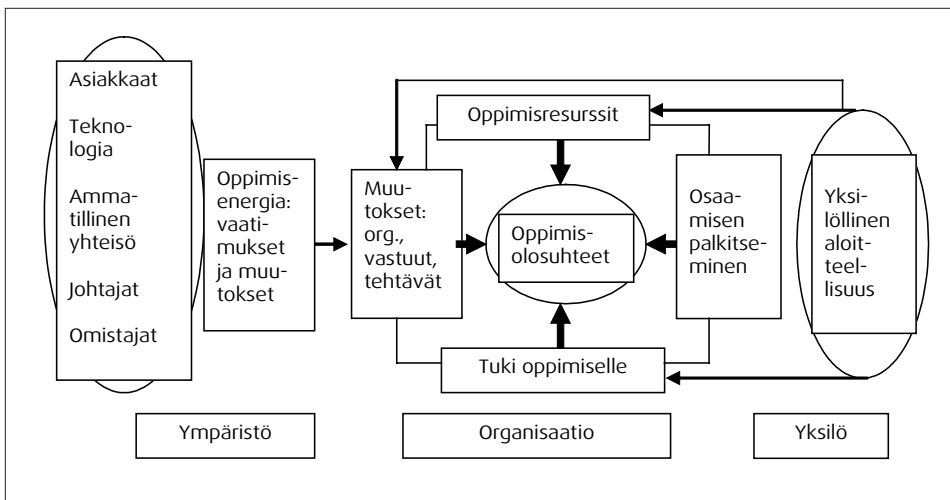 Asiakkaat
Tekno-
logia
Amma-
tillinen
yhteisö
Johtajat
Omistajat
Oppimis-
energia:
vaati-
mukset
ja muu-
tokset
Muu-
tokset:
org.,
vastuut,
tehtävät
Oppimisresurssit
Oppimis-
olosuhteet
Tuki oppimiselle
Osaa-
misen
palkitse-
minen
Yksi-
löllinen
aloit-
teel-
lisuus
Ympäristö
Organisaatio
Yksilö